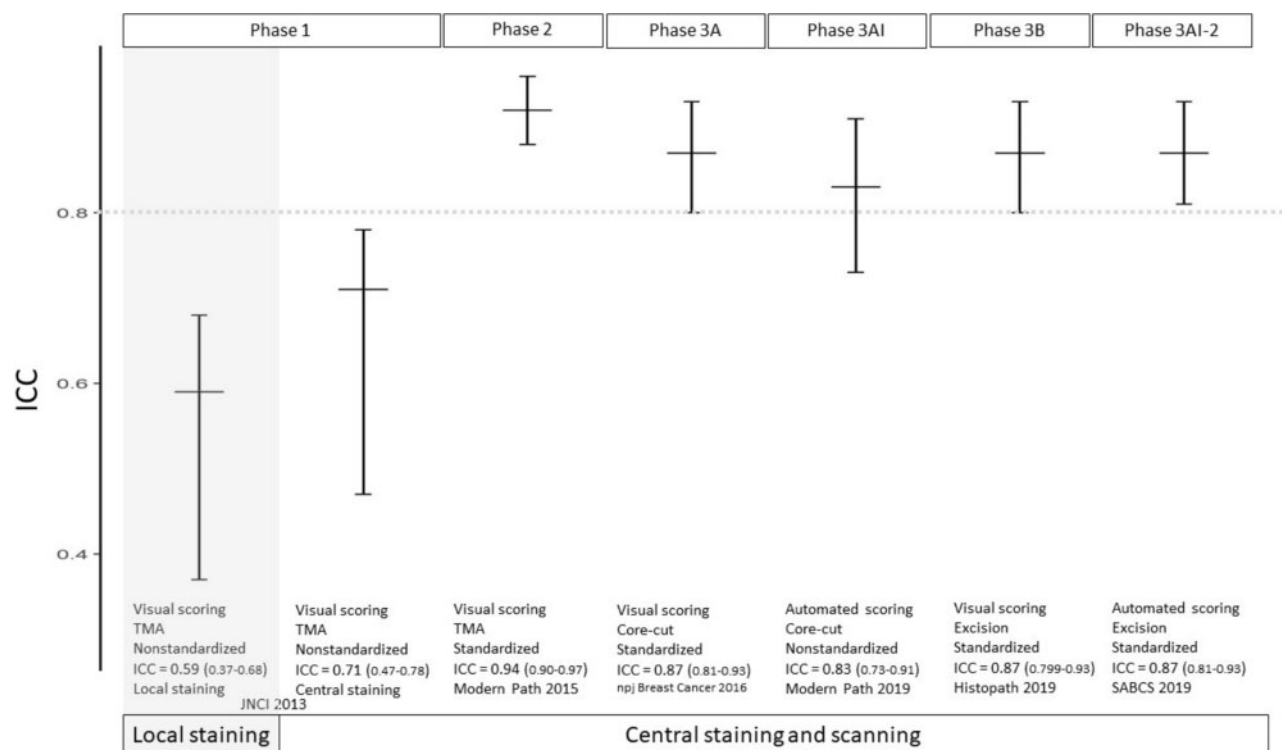 Phase 1
Phase 2
Phase 3A
Phase 3AI
Phase 3B
Phase 3AI-2
ICC
0.8
0.6
0.4
Visual scoring
TMA
Nonstandardized
ICC = 0.59 (0.37-0.68)
Local staining
JNCI 2013
Visual scoring
TMA
Nonstandardized
ICC = 0.71 (0.47-0.78)
Central staining
Visual scoring
TMA
Standardized
ICC = 0.94 (0.90-0.97)
Modern Path 2015
Visual scoring
Core-cut
Standardized
ICC = 0.87 (0.81-0.93)
npj Breast Cancer 2016
Automated scoring
Core-cut
Nonstandardized
ICC = 0.83 (0.73-0.91)
Modern Path 2019
Visual scoring
Excision
Standardized
ICC = 0.87 (0.799-0.93)
Histopath 2019
Automated scoring
Excision
Standardized
ICC = 0.87 (0.81-0.93)
SABCS 2019
Local staining
Central staining and scanning